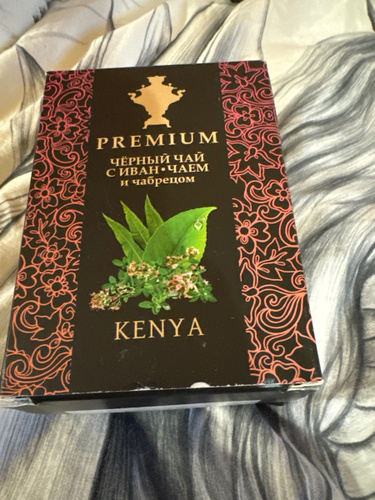 PREMIUM
ЧЁРНЫЙ ЧАЙ
С ИВАН•ЧАЕМ
и чабрецом
KENYA